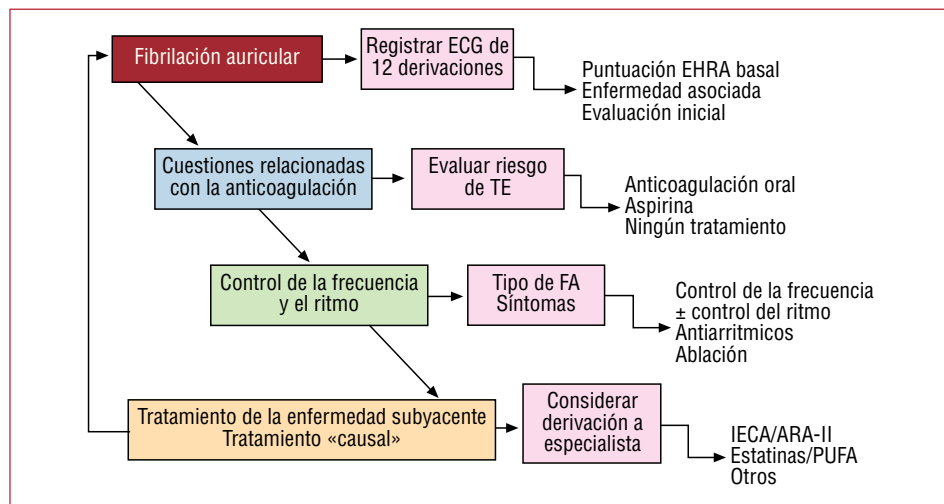 Fibrilación auricular
Registrar ECG de
12 derivaciones
Puntuación EHRA basal
Enfermedad asociada
Evaluación inicial
Cuestiones relacionadas
con la anticoagulación
Evaluar riesgo
de TE
Anticoagulación oral
Aspirina
Ningún tratamiento
Control de la frecuencia
y el ritmo
Tipo de FA
Síntomas
Control de la frecuencia
± control del ritmo
Antiarritmicos
Ablación
Tratamiento de la enfermedad subyacente
Tratamiento «causal»
Considerar
derivación a
especialista
IECA/ARA-II
Estatinas/PUFA
Otros